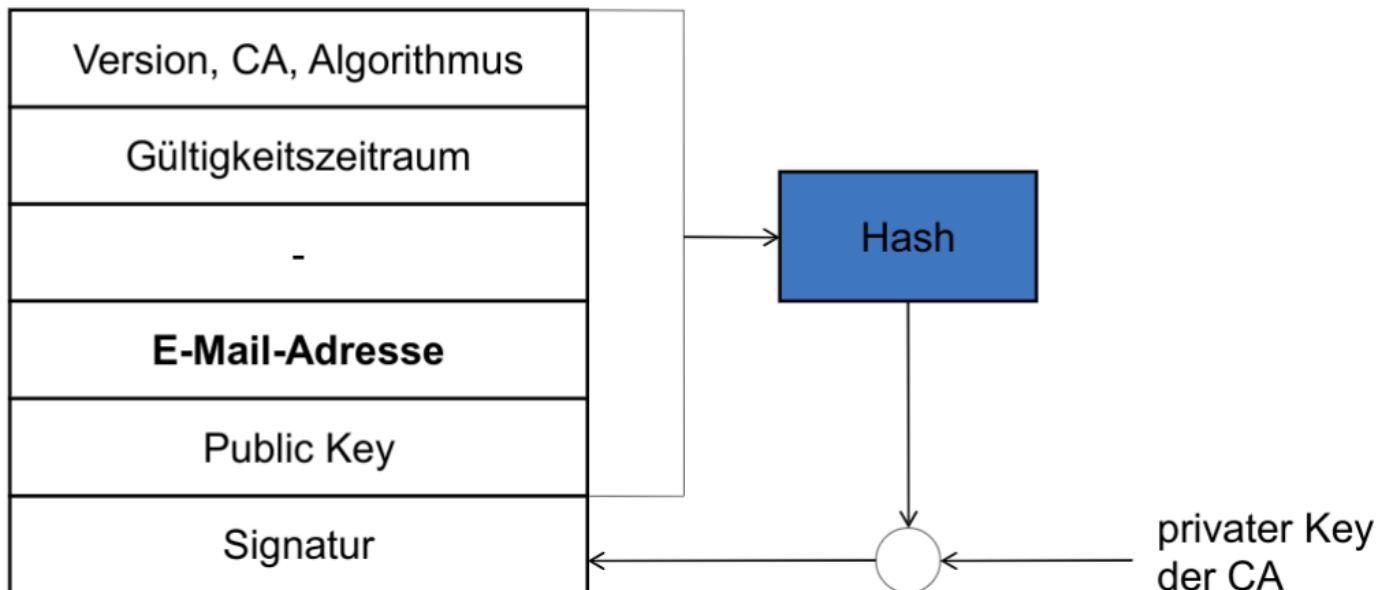 Version, CA, Algorithmus
Gültigkeitszeitraum
-
E-Mail-Adresse
Public Key
Signatur
Hash
privater Key
der CA